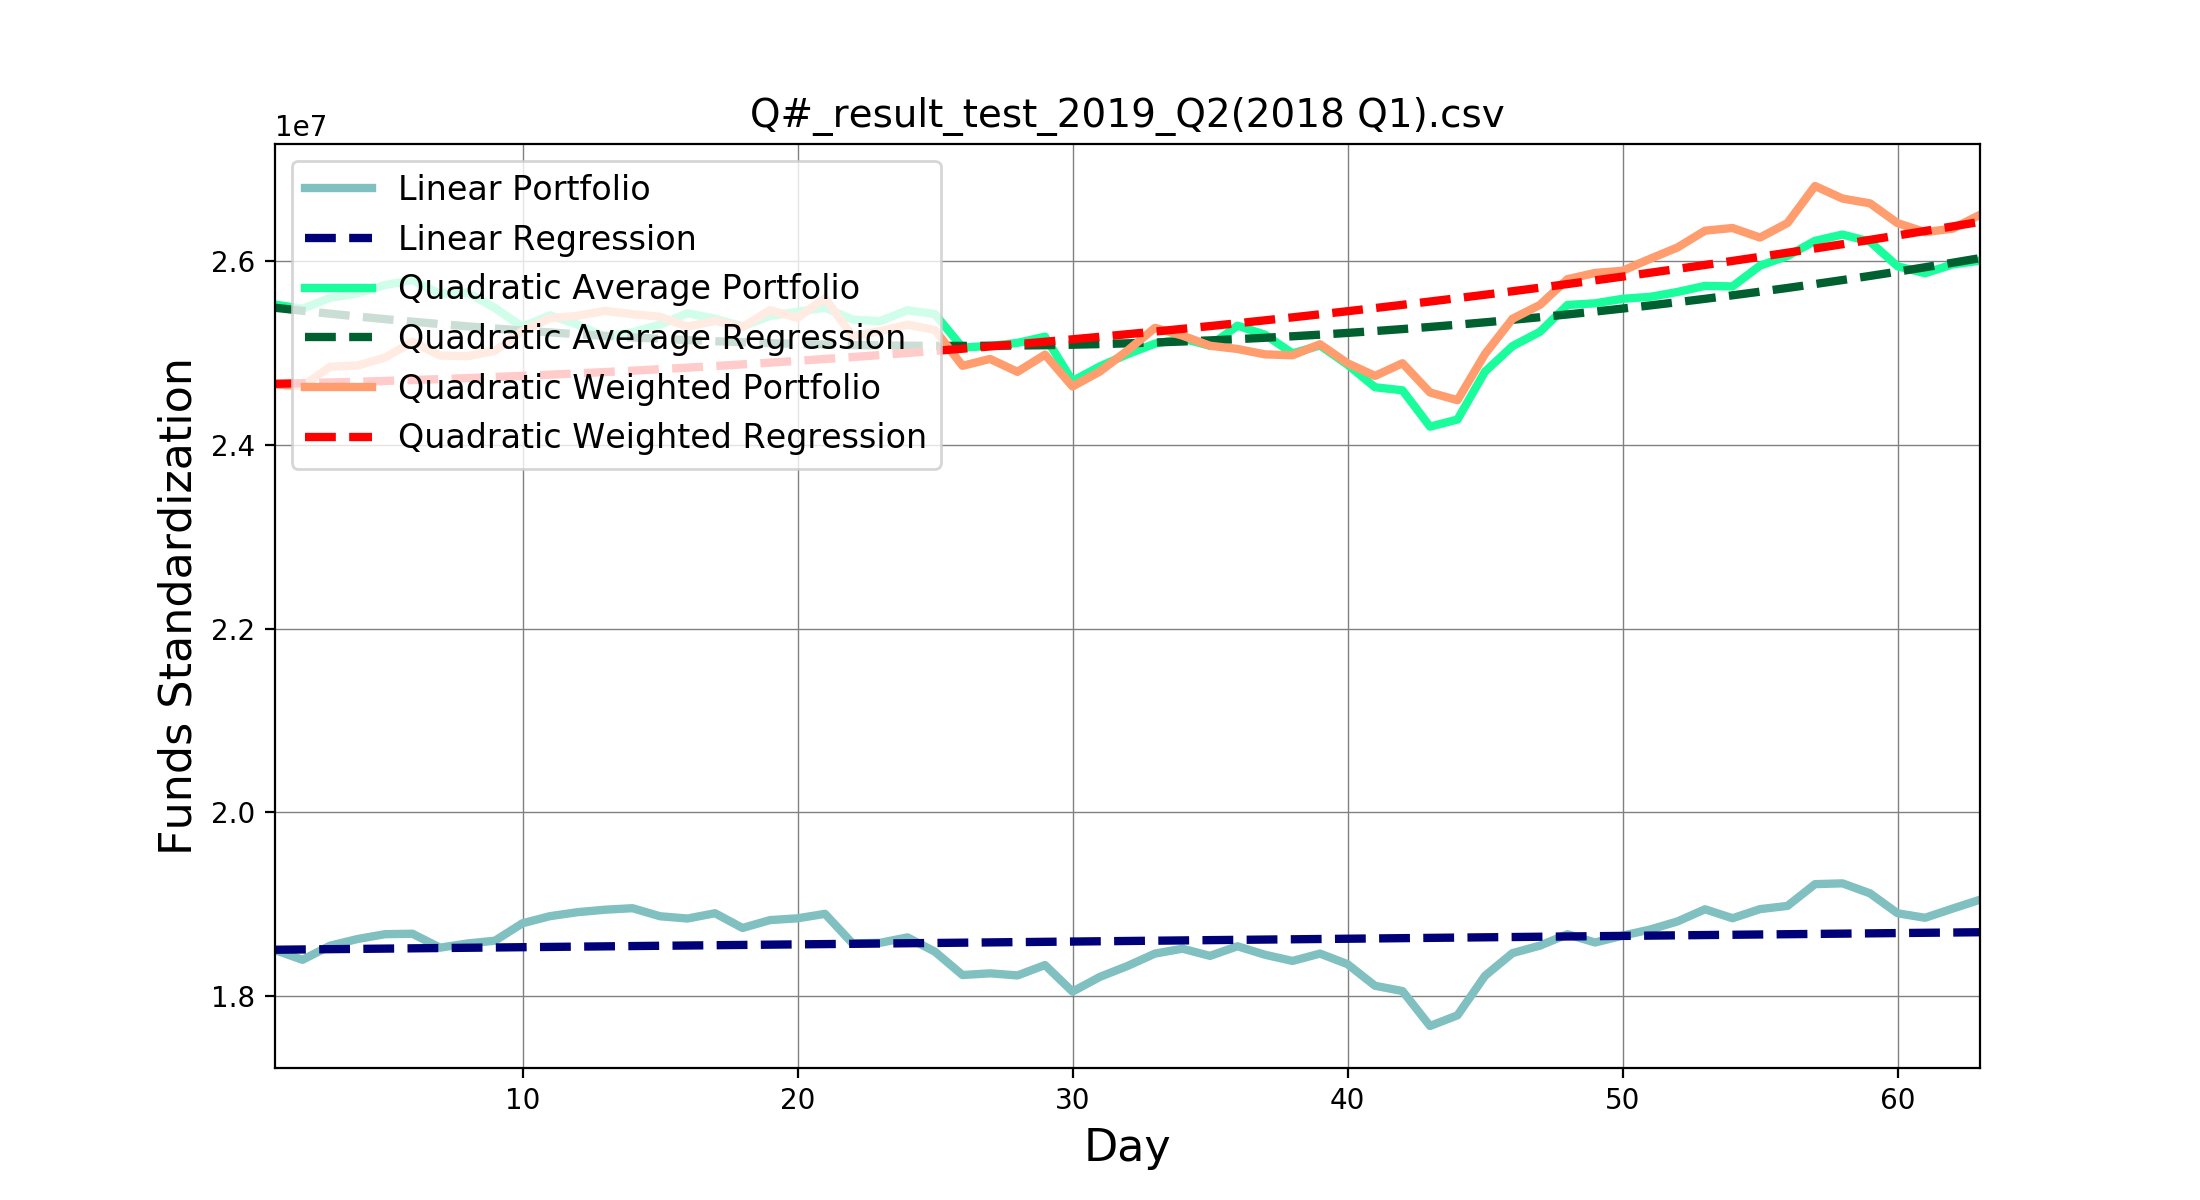 Q#_result_test_2019_Q2(2018 Q1).csv
1e7
Linear Portfolio
Linear Regression
Quadratic Average Portfolio
Quadratic Average Regression
Quadratic Weighted Portfolio
Quadratic Weighted Regression
2.6
2.4
2.2
2.0
1.8
Funds Standardization
10 20 30 40 50 60
Day